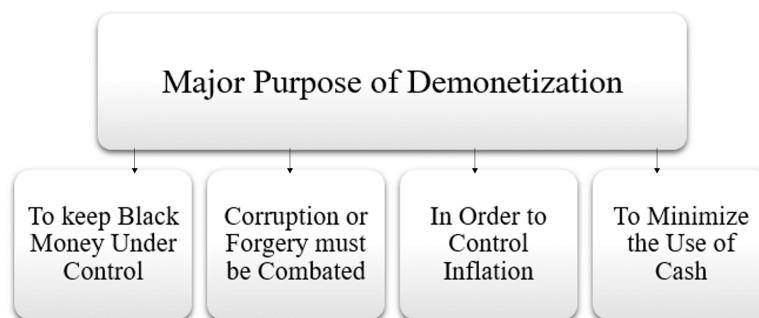 Major Purpose of Demonetization
To keep Black
Money Under
Control
Corruption or
Forgery must
be Combated
In Order to
Control
Inflation
To Minimize
the Use of
Cash